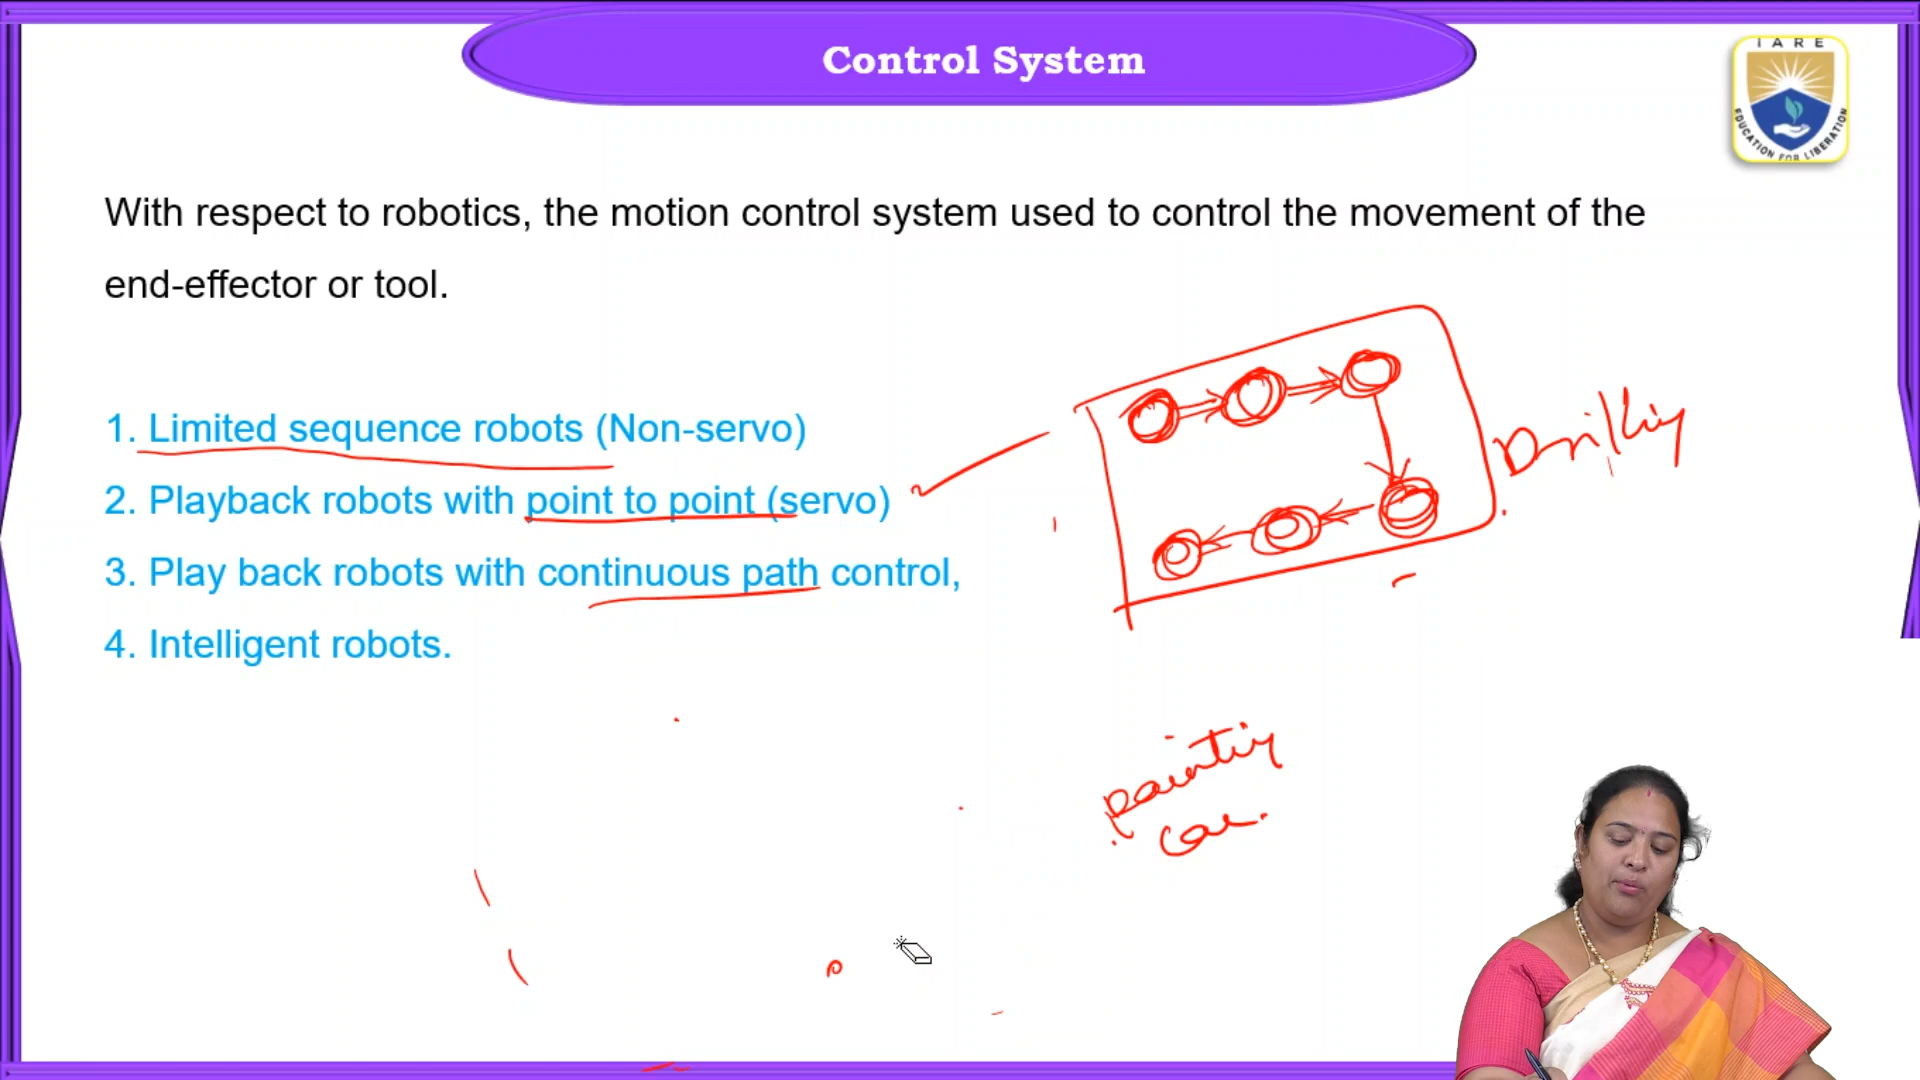 Control System
I A R E
EDUCATION FOR LIBERATION
With respect to robotics, the motion control system used to control the movement of the
end-effector or tool.
1. Limited sequence robots (Non-servo)
2. Playback robots with point to point (servo)
3. Play back robots with continuous path control,
4. Intelligent robots.
Drilling
painting
car.